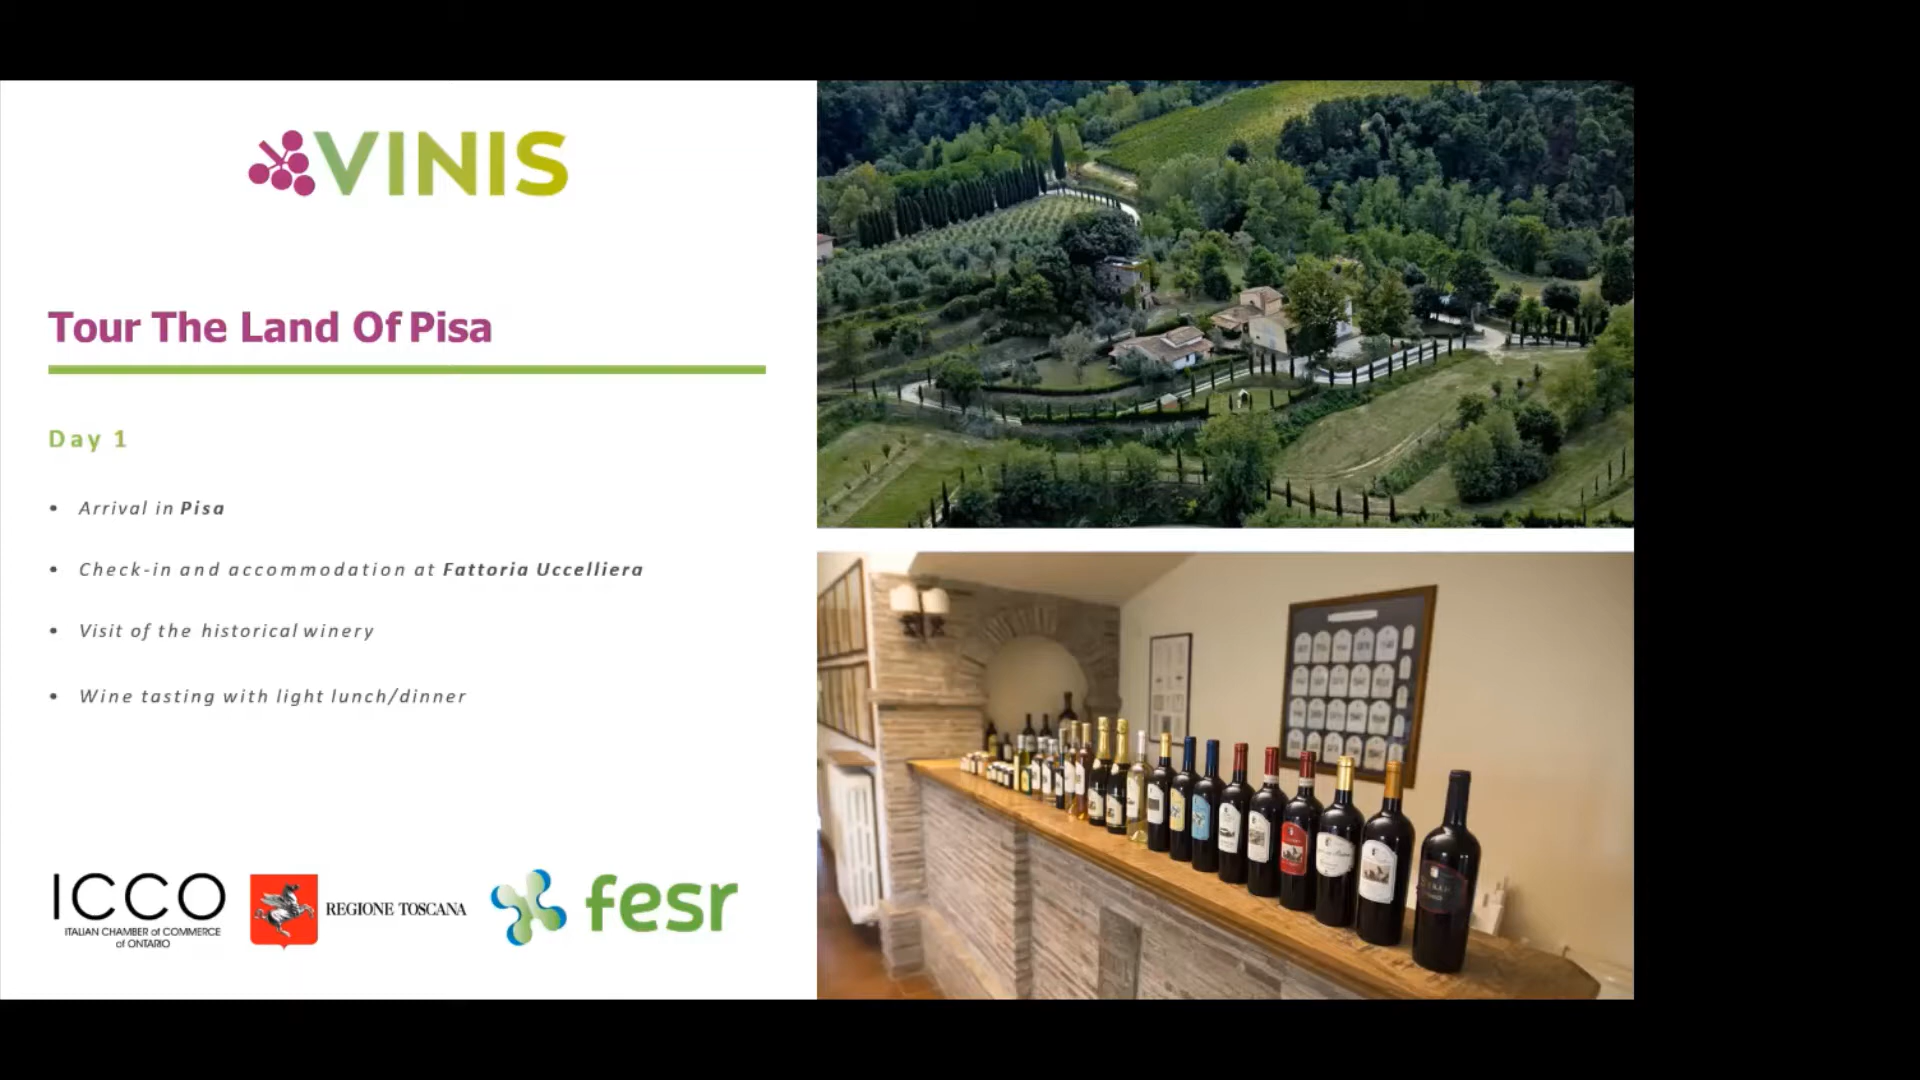 VINIS
Tour The Land Of Pisa
Day 1
• Arrival in Pisa
• Check-in and accommodation at Fattoria Uccelliera
• Visit of the historical winery
• Wine tasting with light lunch/dinner
ICCO
ITALIAN CHAMBER of COMMERCE
of ONTARIO
REGIONE TOSCANA
fesr